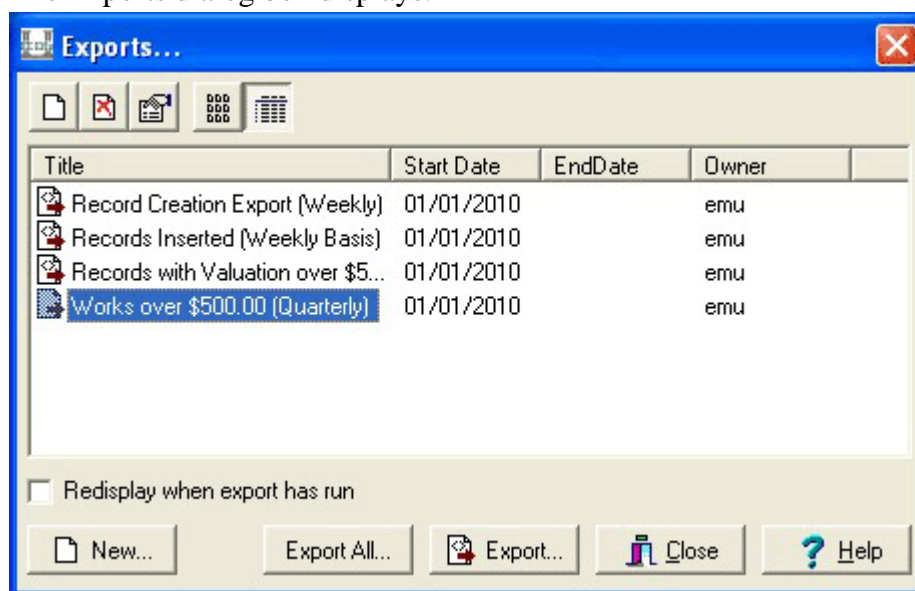 Exports...
Title Start Date EndDate Owner
Record Creation Export (Weekly) 01/01/2010 emu
Records Inserted (Weekly Basis) 01/01/2010 emu
Records with Valuation over $5... 01/01/2010 emu
Works over $500.00 (Quarterly) 01/01/2010 emu
Redisplay when export has run
New... Export All... Export... Close Help